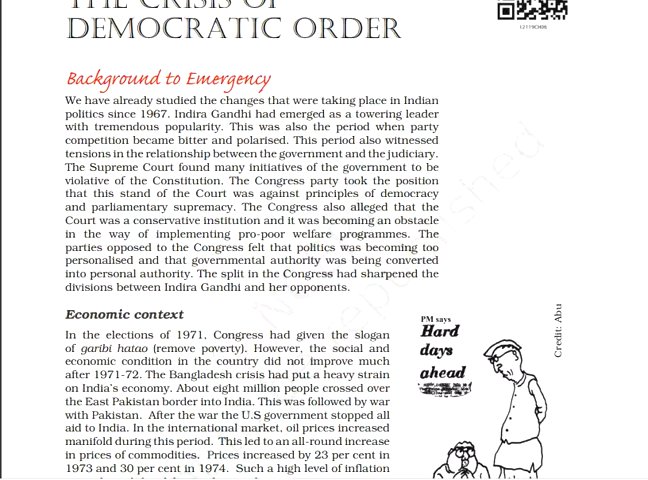 THE CRISIS OF
DEMOCRATIC ORDER
12119CH06
Background to Emergency
We have already studied the changes that were taking place in Indian
politics since 1967. Indira Gandhi had emerged as a towering leader
with tremendous popularity. This was also the period when party
competition became bitter and polarised. This period also witnessed
tensions in the relationship between the government and the judiciary.
The Supreme Court found many initiatives of the government to be
violative of the Constitution. The Congress party took the position
that this stand of the Court was against principles of democracy
and parliamentary supremacy. The Congress also alleged that the
Court was a conservative institution and it was becoming an obstacle
in the way of implementing pro-poor welfare programmes. The
parties opposed to the Congress felt that politics was becoming too
personalised and that governmental authority was being converted
into personal authority. The split in the Congress had sharpened the
divisions between Indira Gandhi and her opponents.
Economic context
In the elections of 1971, Congress had given the slogan
of garibi hatao (remove poverty). However, the social and
economic condition in the country did not improve much
after 1971-72. The Bangladesh crisis had put a heavy strain
on India's economy. About eight million people crossed over
the East Pakistan border into India. This was followed by war
with Pakistan. After the war the U.S government stopped all
aid to India. In the international market, oil prices increased
manifold during this period. This led to an all-round increase
in prices of commodities. Prices increased by 23 per cent in
1973 and 30 per cent in 1974. Such a high level of inflation
PM says
Hard
days
ahead
Credit: Abu